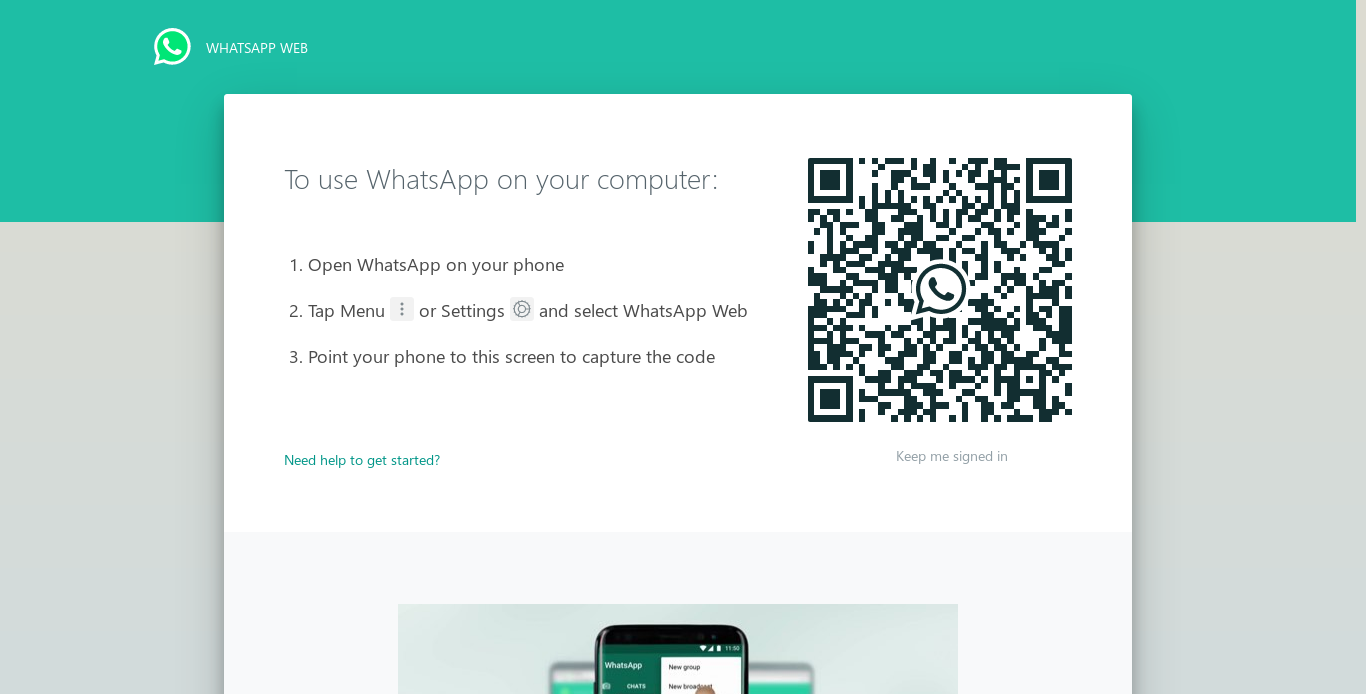 WHATSAPP WEB
To use WhatsApp on your computer:
1. Open WhatsApp on your phone
2. Tap Menu or Settings and select WhatsApp Web
3. Point your phone to this screen to capture the code
Need help to get started?
Keep me signed in
11:50
WhatsApp
New group
CHATS
New broadcast